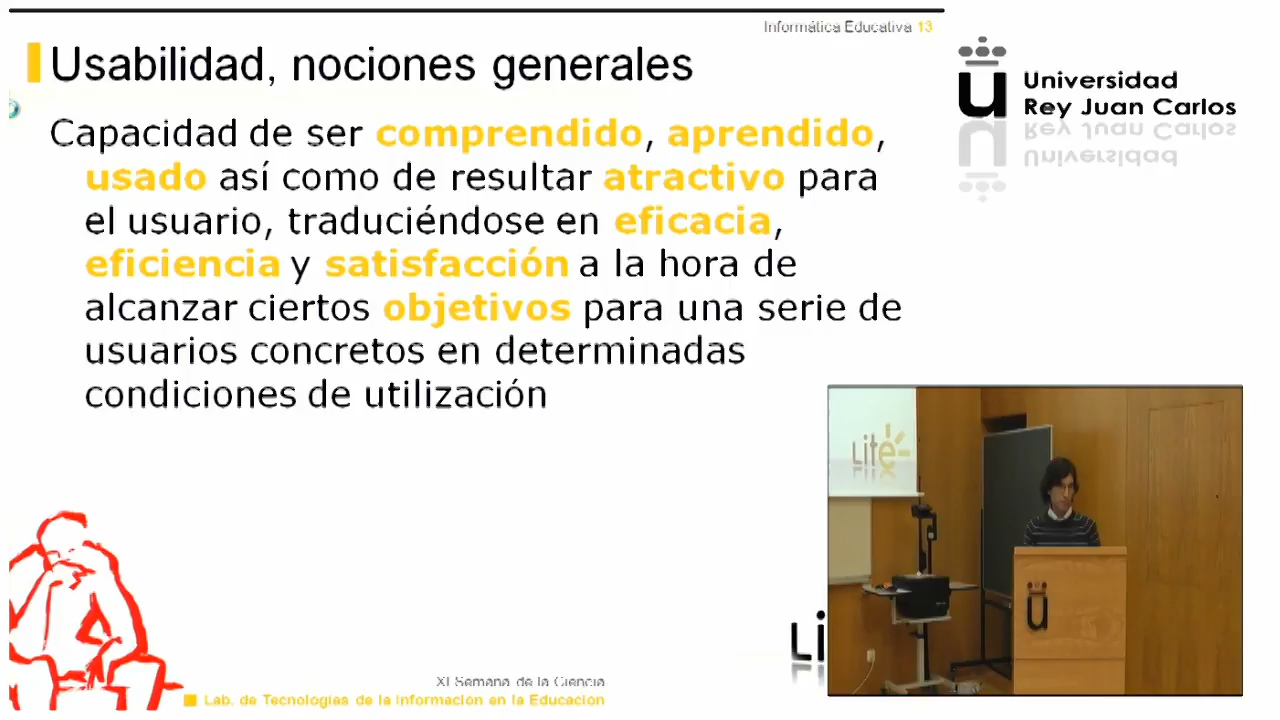 Informática Educativa 13
Usabilidad, nociones generales
Capacidad de ser comprendido, aprendido,
usado así como de resultar atractivo para
el usuario, traduciéndose en eficacia,
eficiencia y satisfacción a la hora de
alcanzar ciertos objetivos para una serie de
usuarios concretos en determinadas
condiciones de utilización
Universidad
Rey Juan Carlos
Lite
XI Semana de la Ciencia
Lab. de Tecnologías de la Información en la Educación